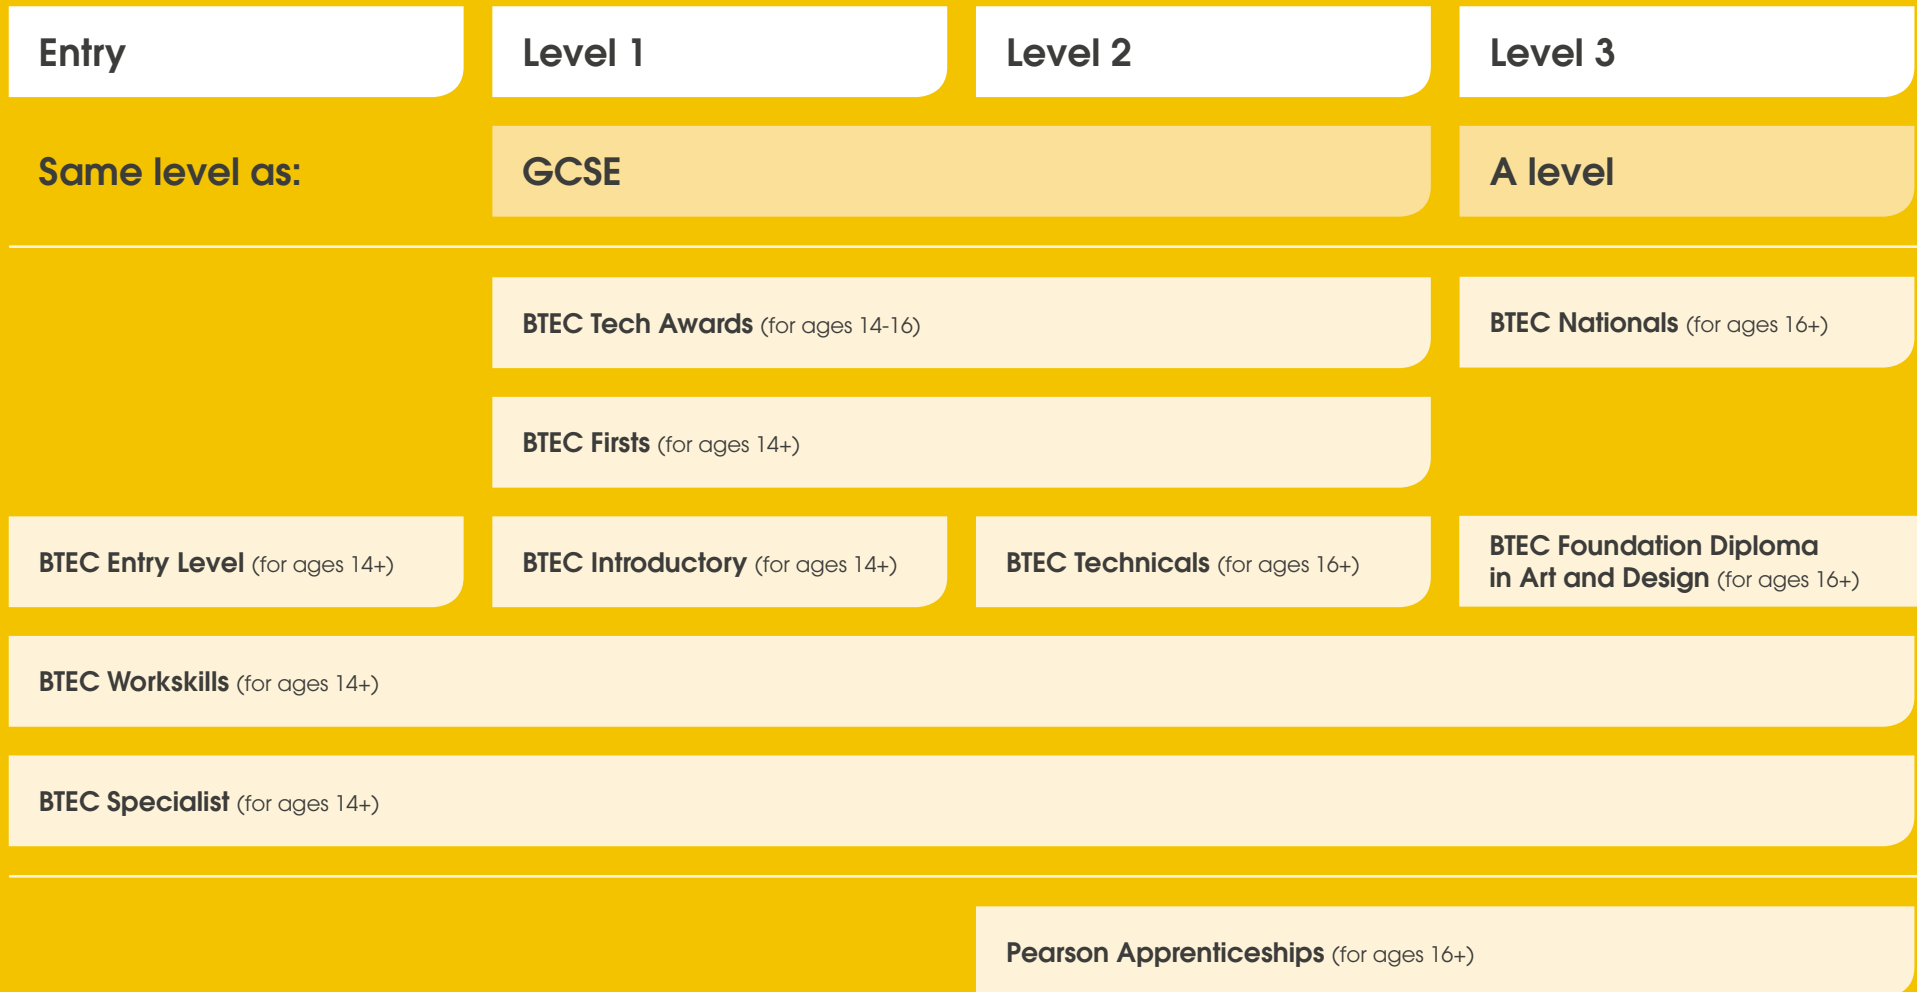 Entry
Level 1
Level 2
Level 3
Same level as:
GCSE
A level
BTEC Tech Awards (for ages 14-16)
BTEC Nationals (for ages 16+)
BTEC Firsts (for ages 14+)
BTEC Entry Level (for ages 14+)
BTEC Introductory (for ages 14+)
BTEC Technicals (for ages 16+)
BTEC Foundation Diploma
in Art and Design (for ages 16+)
BTEC Workskills (for ages 14+)
BTEC Specialist (for ages 14+)
Pearson Apprenticeships (for ages 16+)